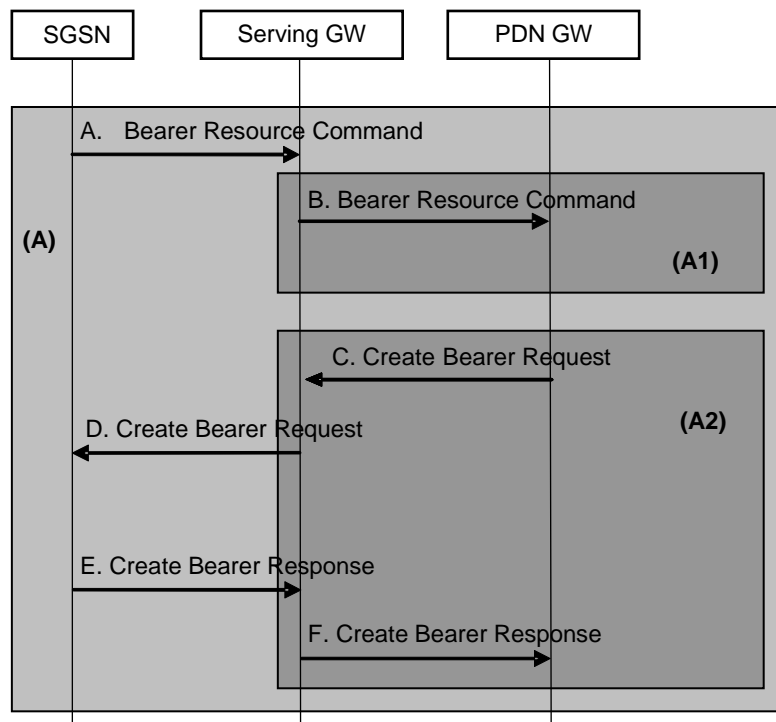 SGSN
Serving GW
PDN GW
A. Bearer Resource Command
B. Bearer Resource Command
(A)
(A1)
C. Create Bearer Request
(A2)
D. Create Bearer Request
E. Create Bearer Response
F. Create Bearer Response